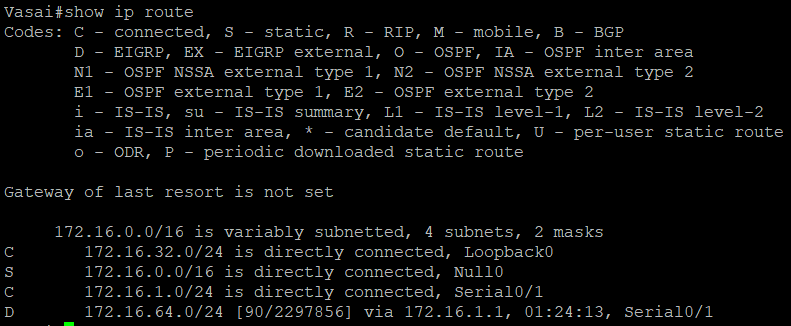 Vasai#show ip route
Codes: C - connected, S - static, R - RIP, M - mobile, B - BGP
       D - EIGRP, EX - EIGRP external, O - OSPF, IA - OSPF inter area
       N1 - OSPF NSSA external type 1, N2 - OSPF NSSA external type 2
       E1 - OSPF external type 1, E2 - OSPF external type 2
       i - IS-IS, su - IS-IS summary, L1 - IS-IS level-1, L2 - IS-IS level-2
       ia - IS-IS inter area, * - candidate default, U - per-user static route
       o - ODR, P - periodic downloaded static route
Gateway of last resort is not set
     172.16.0.0/16 is variably subnetted, 4 subnets, 2 masks
C       172.16.32.0/24 is directly connected, Loopback0
S       172.16.0.0/16 is directly connected, Null0
C       172.16.1.0/24 is directly connected, Serial0/1
D       172.16.64.0/24 [90/2297856] via 172.16.1.1, 01:24:13, Serial0/1